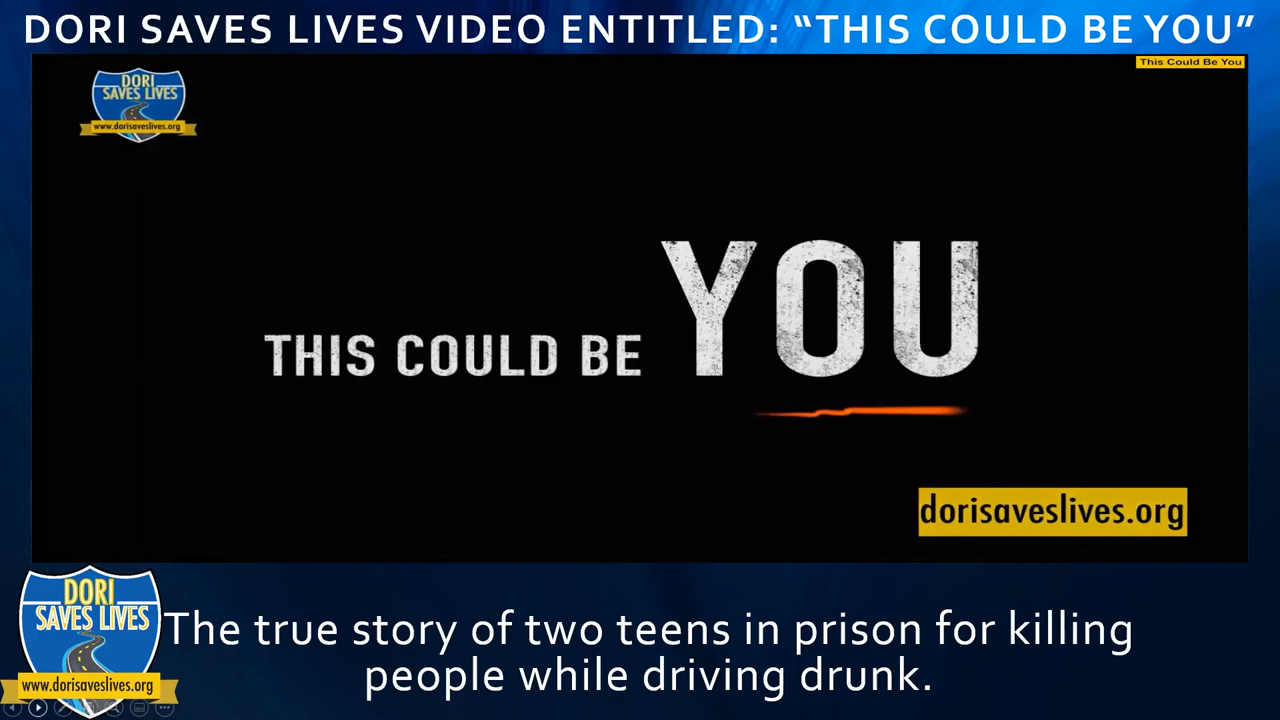 DORI SAVES LIVES VIDEO ENTITLED: “THIS COULD BE YOU”
This Could Be You
DORI
SAVES LIVES
www.dorisaveslives.org
THIS COULD BE YOU
dorisaveslives.org
DORI
SAVES LIVES
www.dorisaveslives.org
The true story of two teens in prison for killing
people while driving drunk.